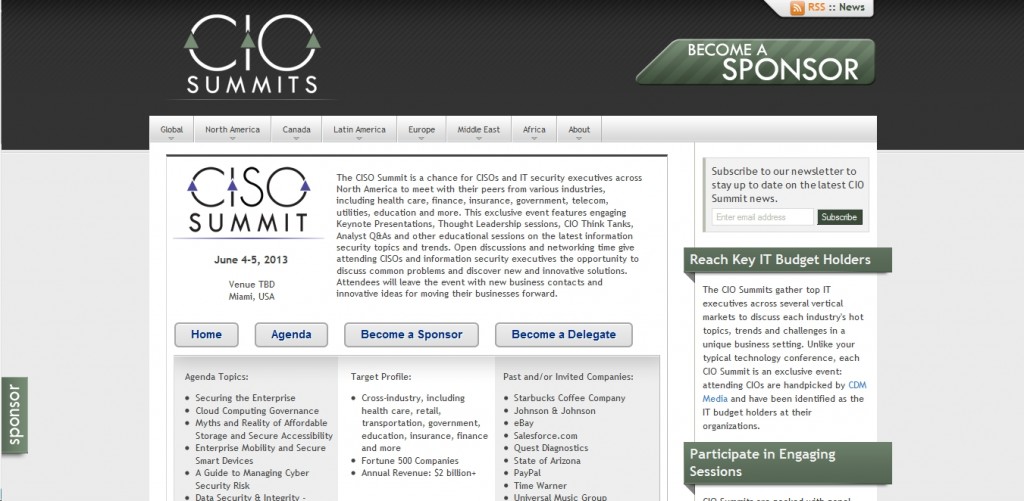 RSS :: News
CIO
SUMMITS
BECOME A
SPONSOR
Global
North America
Canada
Latin America
Europe
Middle East
Africa
About
CISO
SUMMIT
June 4-5, 2013
Venue TBD
Miami, USA
The CISO Summit is a chance for CISOs and IT security executives across
North America to meet with their peers from various industries,
including health care, finance, insurance, government, telecom,
utilities, education and more. This exclusive event features engaging
Keynote Presentations, Thought Leadership sessions, CIO Think Tanks,
Analyst Q&As and other educational sessions on the latest information
security topics and trends. Open discussions and networking time give
attending CISOs and information security executives the opportunity to
discuss common problems and discover new and innovative solutions.
Attendees will leave the event with new business contacts and
innovative ideas for moving their businesses forward.
Home
Agenda
Become a Sponsor
Become a Delegate
Agenda Topics:
Securing the Enterprise
Cloud Computing Governance
Myths and Reality of Affordable
Storage and Secure Accessibility
Enterprise Mobility and Secure
Smart Devices
A Guide to Managing Cyber
Security Risk
Data Security & Integrity -
Target Profile:
Cross-industry, including
health care, retail,
transportation, government,
education, insurance, finance
and more
Fortune 500 Companies
Annual Revenue: $2 billion+
Past and/or Invited Companies:
Starbucks Coffee Company
Johnson & Johnson
eBay
Salesforce.com
Quest Diagnostics
State of Arizona
PayPal
Time Warner
Universal Music Group
Subscribe to our newsletter to
stay up to date on the latest CIO
Summit news.
Enter email address
Subscribe
Reach Key IT Budget Holders
The CIO Summits gather top IT
executives across several vertical
markets to discuss each industry's hot
topics, trends and challenges in a
unique business setting. Unlike your
typical technology conference, each
CIO Summit is an exclusive event:
attending CIOs are handpicked by CDM
Media and have been identified as the
IT budget holders at their
organizations.
Participate in Engaging
Sessions
sponsor